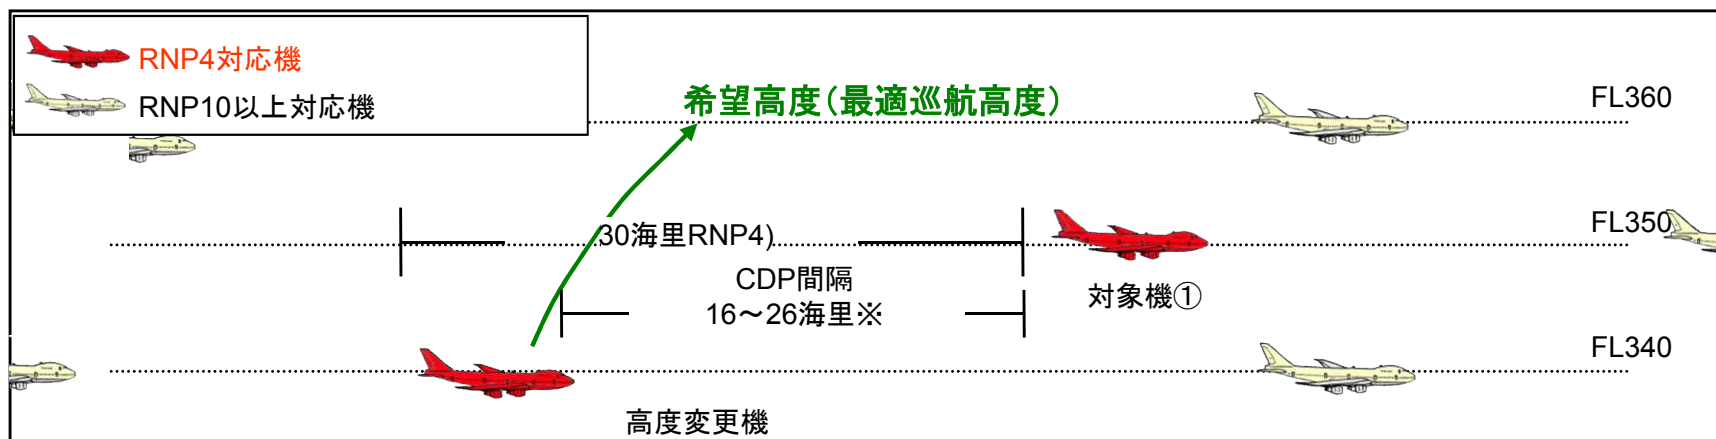 RNP4対応機
RNP10以上対応機
希望高度(最適巡航高度)
FL360
30海里RNP4)
FL350
CDP間隔
16～26海里※
対象機①
FL340
高度変更機